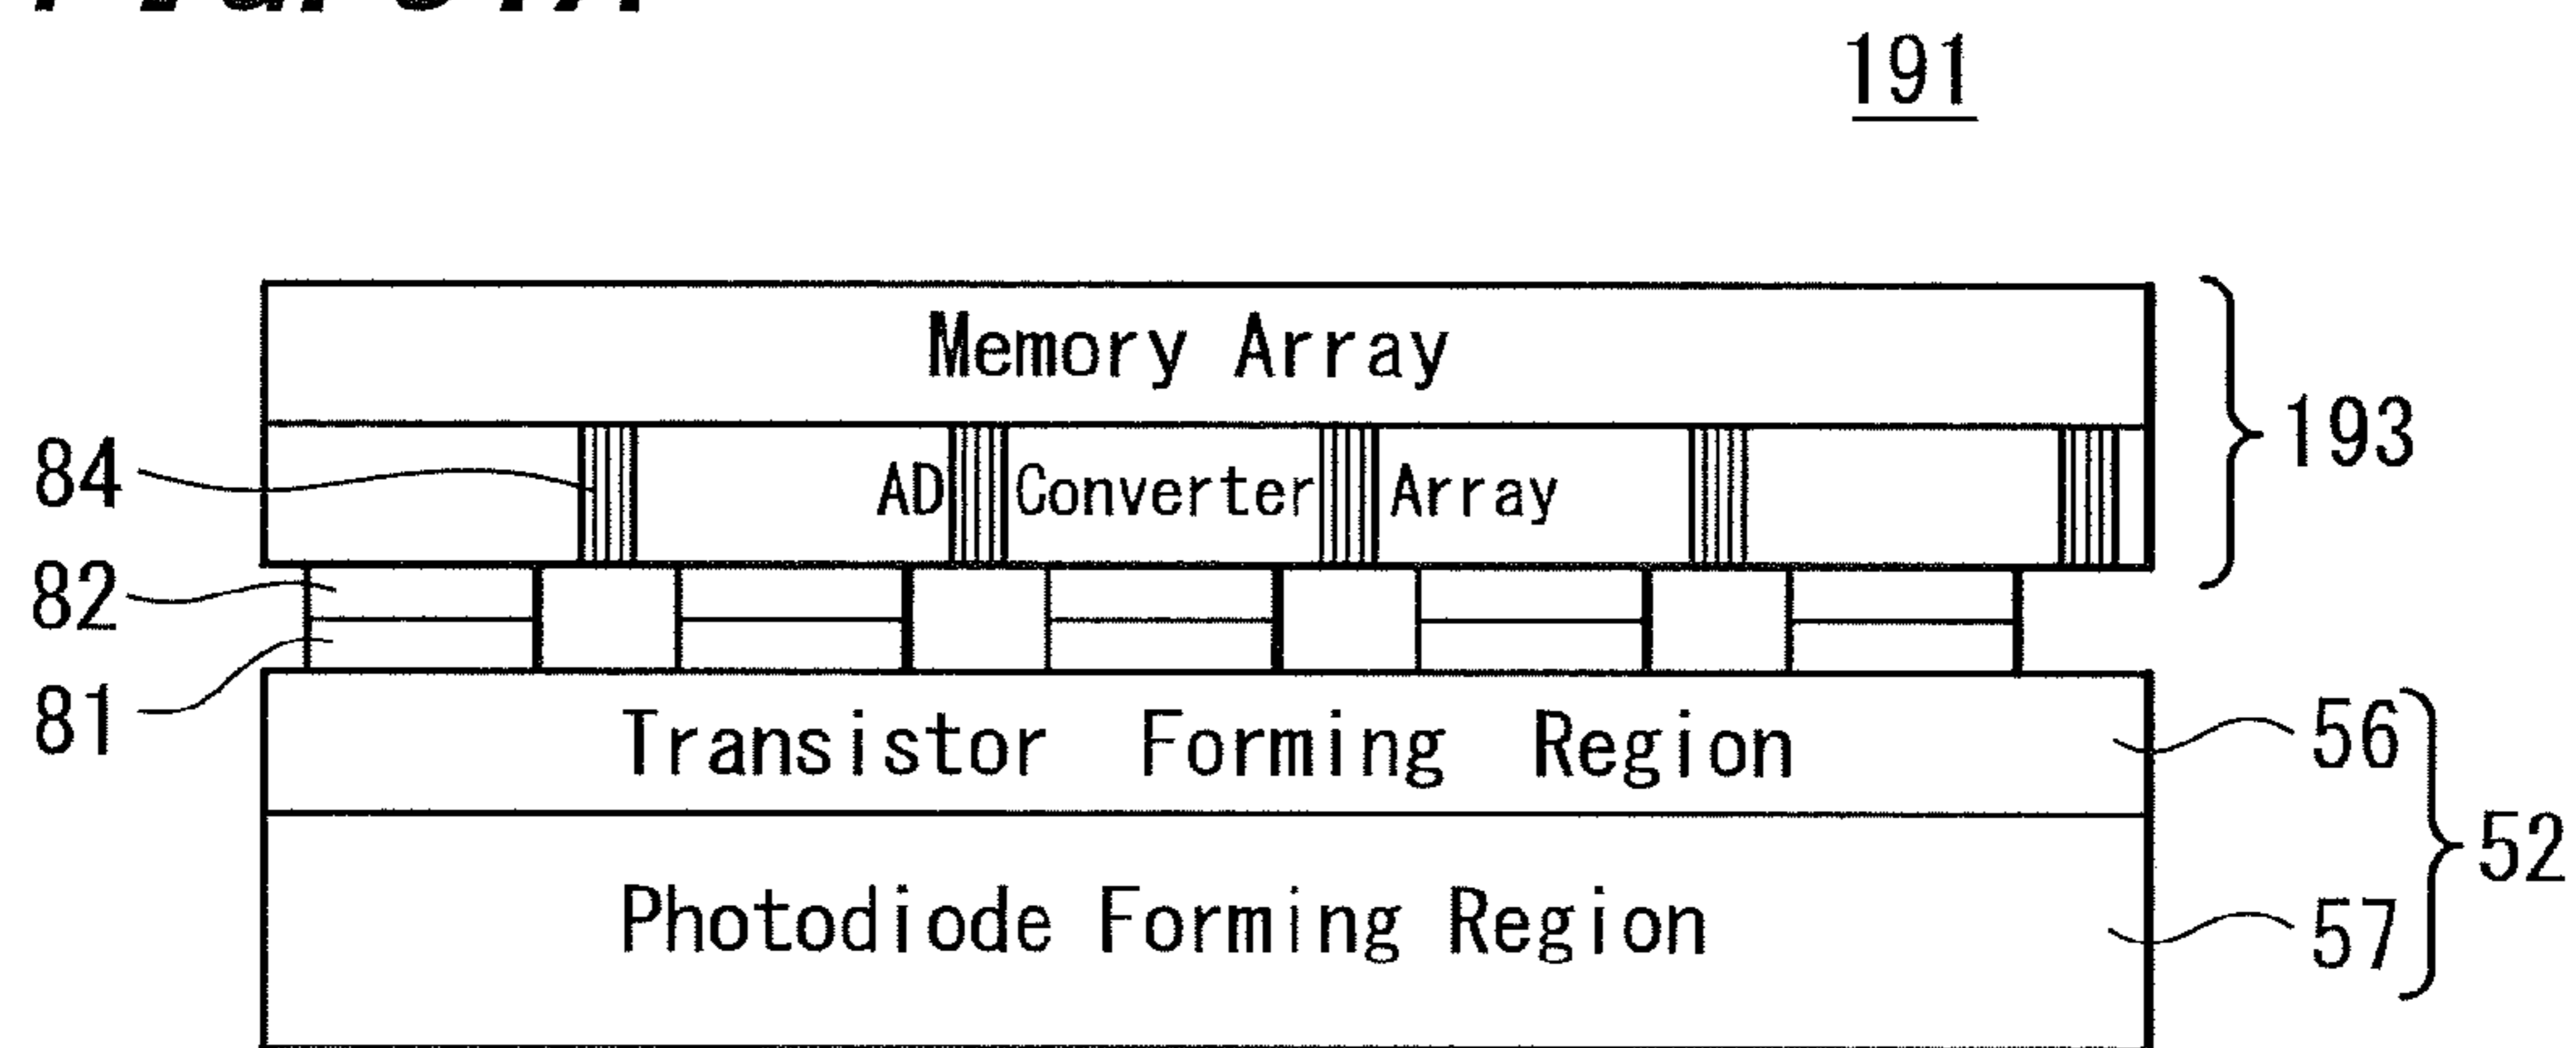 191
Memory Array
193
84
AD Converter Array
82
81
Transistor Forming Region
56
52
Photodiode Forming Region
57